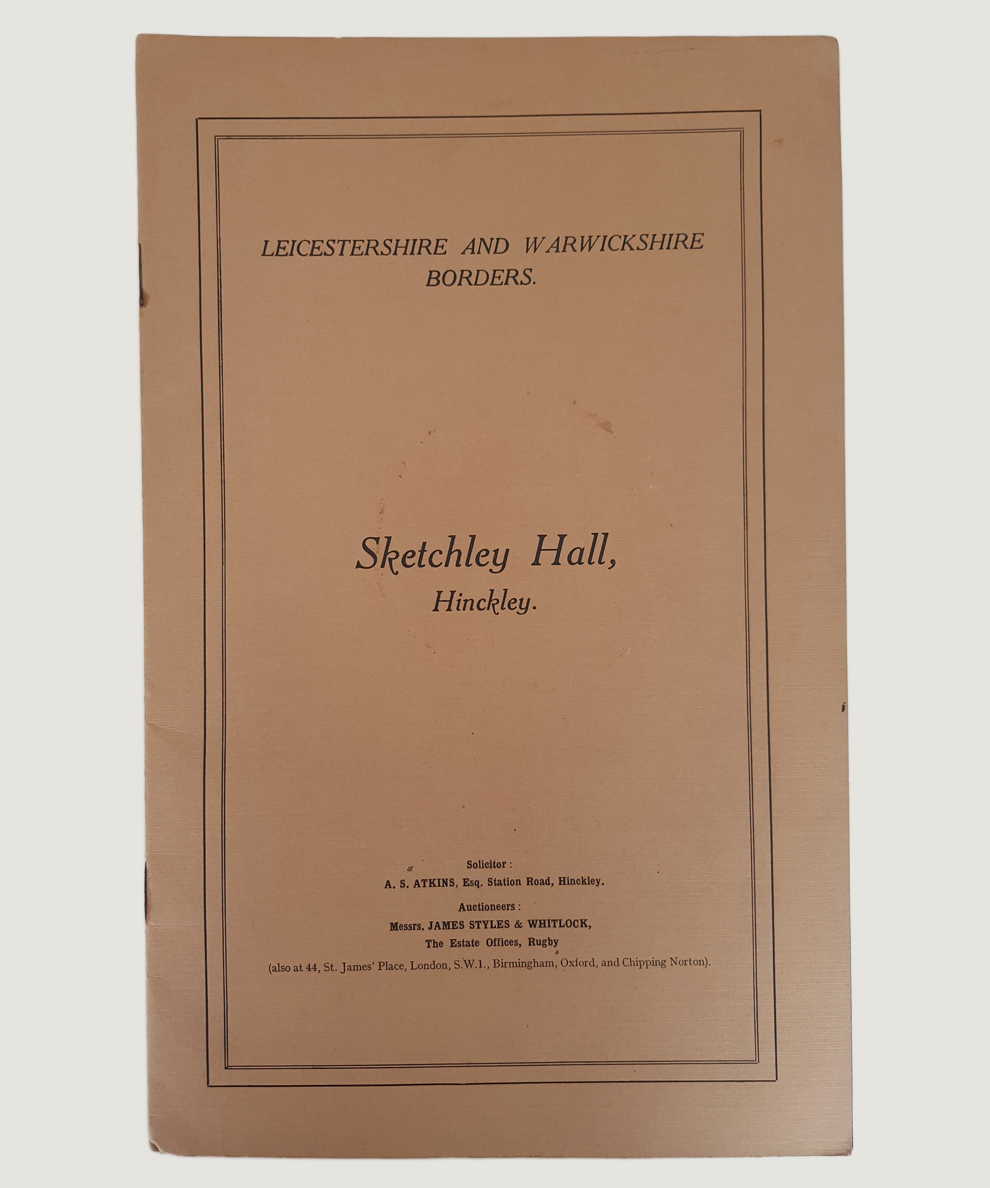 LEICESTERSHIRE AND WARWICKSHIRE
BORDERS.
Sketchley Hall,
Hinckley.
Solicitor :
A. S. ATKINS, Esq. Station Road, Hinckley.
Auctioneers :
Messrs. JAMES STYLES & WHITLOCK,
The Estate Offices, Rugby
(also at 44, St. James' Place, London, S.W.1., Birmingham, Oxford, and Chipping Norton).